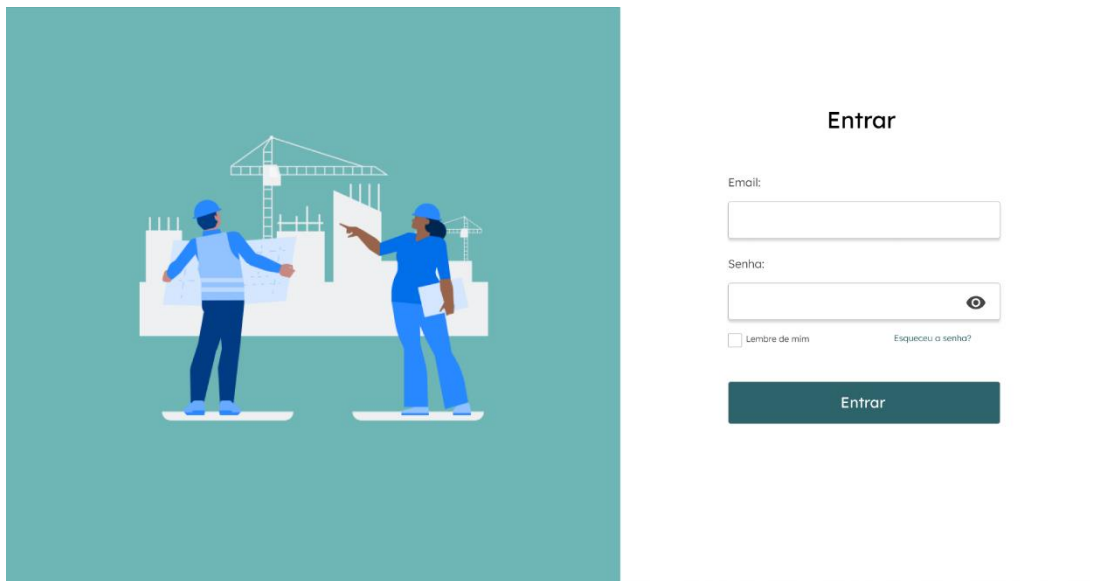 Entrar
Email:
Senha:
Lembre de mim
Esqueceu a senha?
Entrar